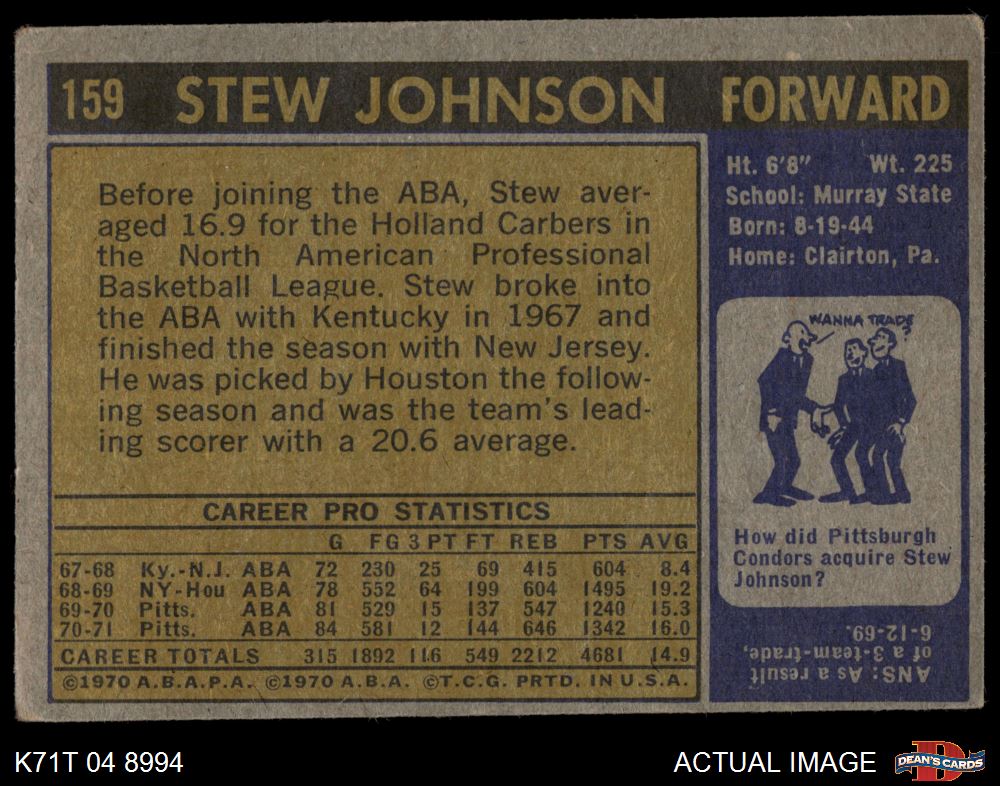 159 STEW JOHNSON FORWARD
Before joining the ABA, Stew aver-
aged 16.9 for the Holland Carbers in
the North American Professional
Basketball League. Stew broke into
the ABA with Kentucky in 1967 and
finished the season with New Jersey.
He was picked by Houston the follow-
ing season and was the team's lead-
ing scorer with a 20.6 average.
CAREER PRO STATISTICS
G FG 3 PT FT REB PTS AVG
67-68 Ky.-N.J. ABA 72 230 25 69 415 604 8.4
68-69 NY-Hou ABA 78 552 64 199 604 1495 19.2
69-70 Pitts. ABA 81 529 15 137 547 1240 15.3
70-71 Pitts. ABA 84 581 12 144 646 1342 16.0
CAREER TOTALS 315 1892 116 549 2212 4681 14.9
©1970 A.B.A.P.A. ©1970 A.B.A. ©T.C.G. PRTD. IN U.S.A.
Ht. 6'8" Wt. 225
School: Murray State
Born: 8-19-44
Home: Clairton, Pa.
WANNA TRADE?
How did Pittsburgh
Condors acquire Stew
Johnson?
ANS: As a result
of a 3-team-trade,
6-12-69.
K71T 04 8994
ACTUAL IMAGE
D
DEAN'S CARDS